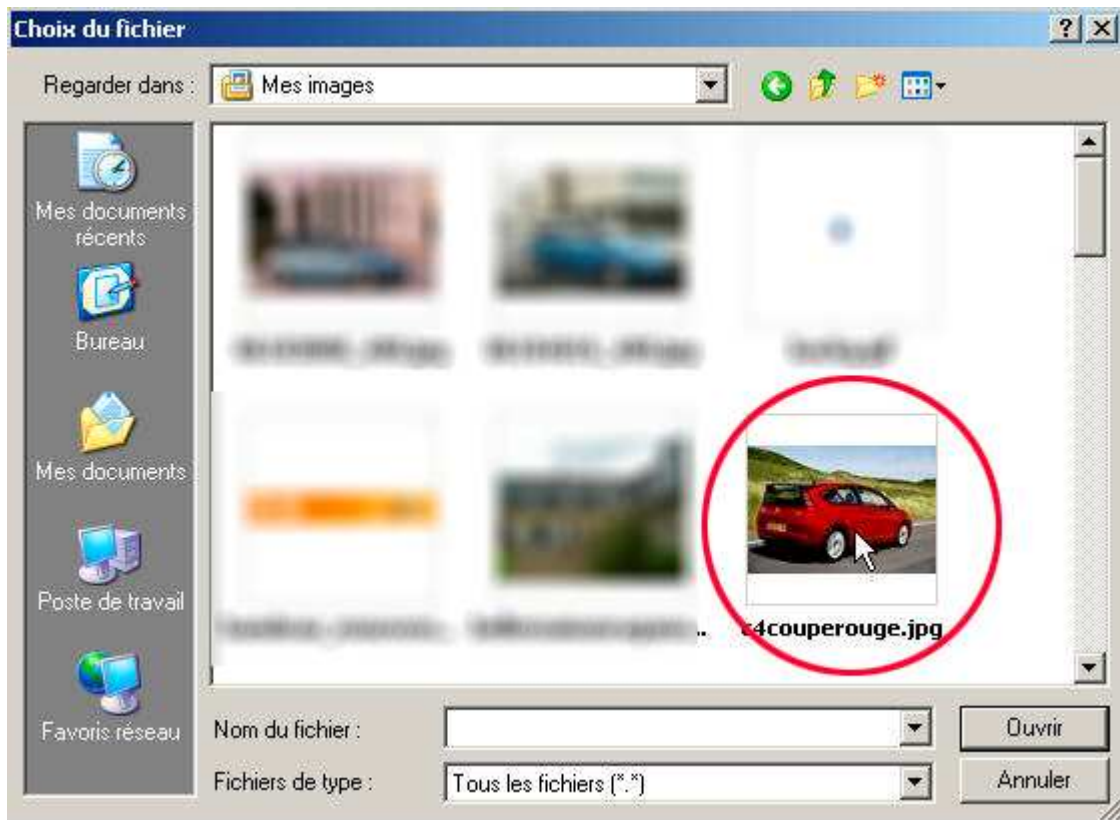 Choix du fichier
Regarder dans :
Mes images
Mes documents
récents
Bureau
Mes documents
Poste de travail
Favoris réseau
c4couperouge.jpg
Nom du fichier :
Ouvrir
Fichiers de type :
Tous les fichiers (*.*)
Annuler